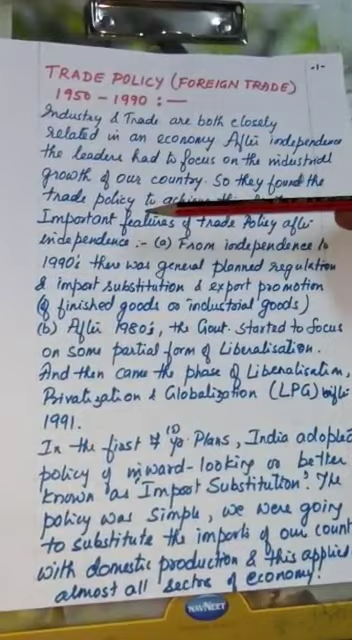 -1-
TRADE POLICY (FOREIGN TRADE)
1950 - 1990 : —
Industry & Trade are both closely
related in an economy After independence
the leaders had to focus on the industrial
growth of our country. So they found the
trade policy to achieve
Important features of trade Policy after
independence :- (a) From independence to
1990's there was general planned regulation
& import substitution & export promotion
(of finished goods or industrial goods)
(b) After 1980's, the Govt. started to focus
on some partial form of Liberalisation.
And then came the phase of Liberalisation,
Privatization & Globalization (LPG) after
1991.
In the first 7 Plans, India adopted
policy of inward-looking or better
known as 'Import Substitution'. The
policy was simple, we were going
to substitute the imports of our count
with domestic production & this applied
almost all sectrs of economy.
NAVNEET